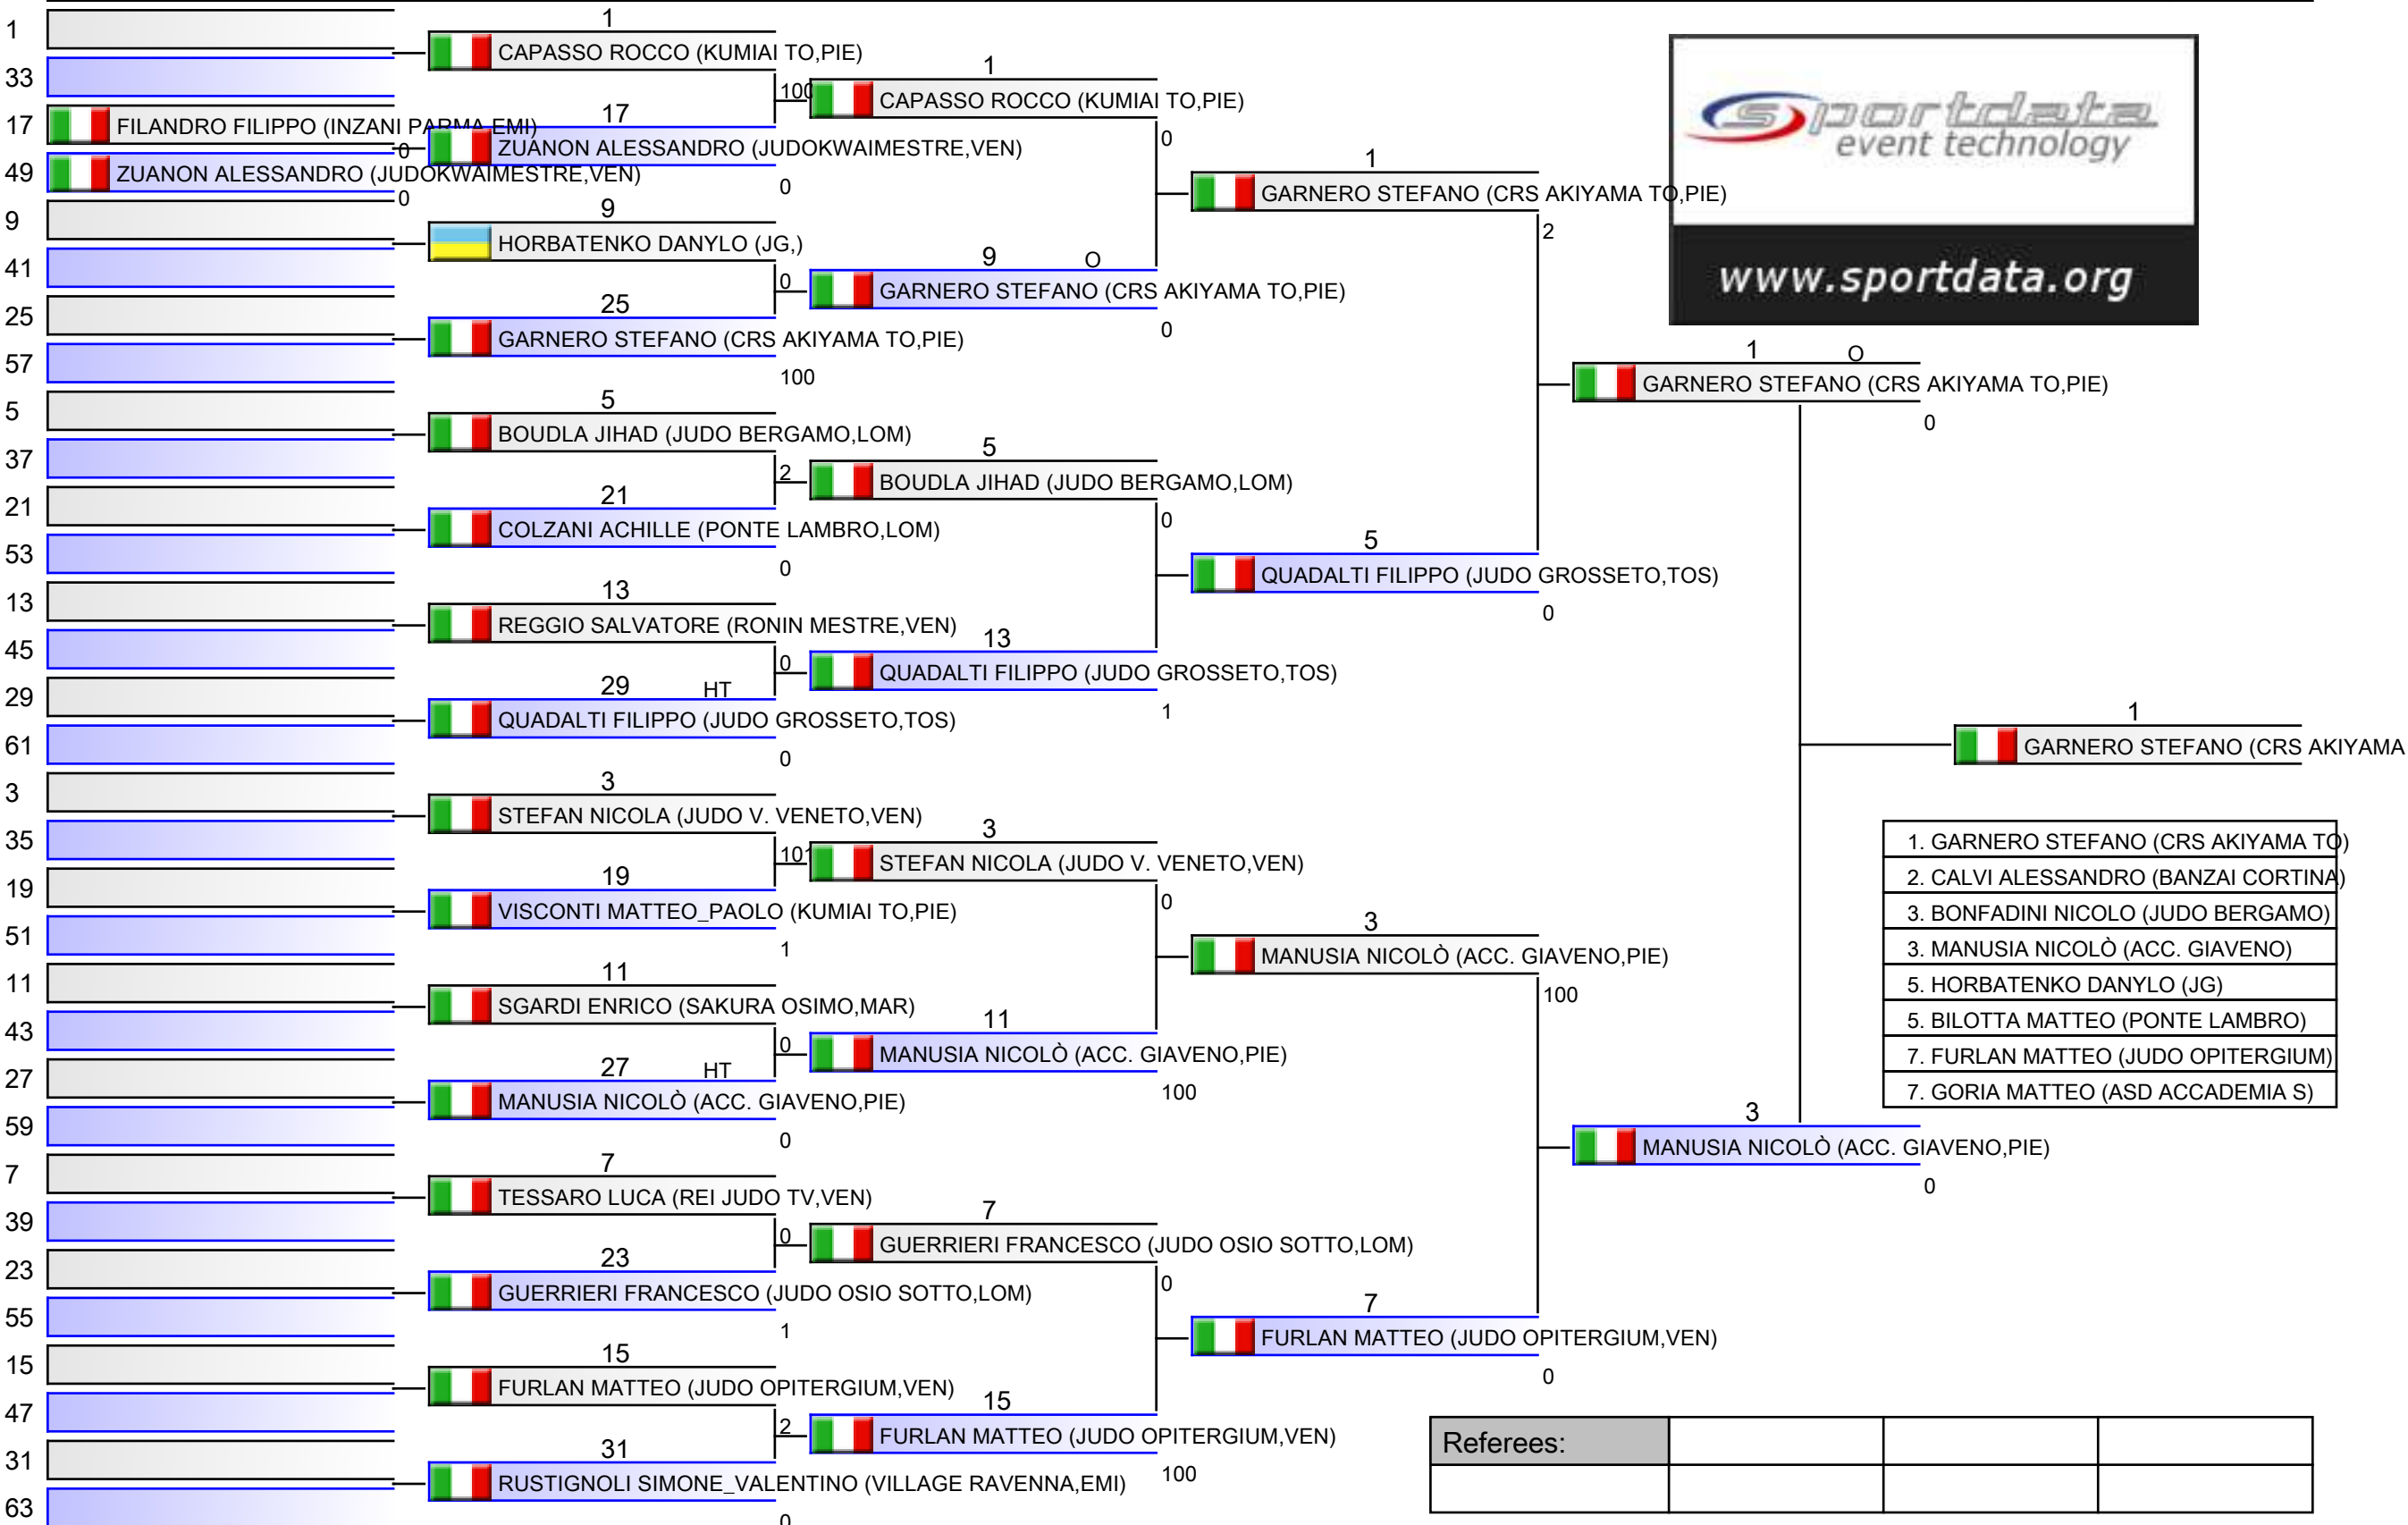 1
33
17 FILANDRO FILIPPO (INZANI PARMA,EMI)
0
49 ZUANON ALESSANDRO (JUDOKWAIMESTRE,VEN)
0
9
41
25
57
5
37
21
53
13
45
29
61
3
35
19
51
11
43
27
59
7
39
23
55
15
47
31
63
1
CAPASSO ROCCO (KUMIAI TO,PIE)
100
17
ZUANON ALESSANDRO (JUDOKWAIMESTRE,VEN)
0
9
HORBATENKO DANYLO (JG,)
0
25
GARNERO STEFANO (CRS AKIYAMA TO,PIE)
100
5
BOUDLA JIHAD (JUDO BERGAMO,LOM)
2
21
COLZANI ACHILLE (PONTE LAMBRO,LOM)
0
13
REGGIO SALVATORE (RONIN MESTRE,VEN)
0
29 HT
QUADALTI FILIPPO (JUDO GROSSETO,TOS)
0
3
STEFAN NICOLA (JUDO V. VENETO,VEN)
101
19
VISCONTI MATTEO_PAOLO (KUMIAI TO,PIE)
1
11
SGARDI ENRICO (SAKURA OSIMO,MAR)
0
27 HT
MANUSIA NICOLÒ (ACC. GIAVENO,PIE)
0
7
TESSARO LUCA (REI JUDO TV,VEN)
0
23
GUERRIERI FRANCESCO (JUDO OSIO SOTTO,LOM)
1
15
FURLAN MATTEO (JUDO OPITERGIUM,VEN)
2
31
RUSTIGNOLI SIMONE_VALENTINO (VILLAGE RAVENNA,EMI)
0
1
CAPASSO ROCCO (KUMIAI TO,PIE)
0
9 O
GARNERO STEFANO (CRS AKIYAMA TO,PIE)
0
5
BOUDLA JIHAD (JUDO BERGAMO,LOM)
0
13
QUADALTI FILIPPO (JUDO GROSSETO,TOS)
1
3
STEFAN NICOLA (JUDO V. VENETO,VEN)
0
11
MANUSIA NICOLÒ (ACC. GIAVENO,PIE)
100
7
GUERRIERI FRANCESCO (JUDO OSIO SOTTO,LOM)
0
15
FURLAN MATTEO (JUDO OPITERGIUM,VEN)
100
1
GARNERO STEFANO (CRS AKIYAMA TO,PIE)
2
5
QUADALTI FILIPPO (JUDO GROSSETO,TOS)
0
3
MANUSIA NICOLÒ (ACC. GIAVENO,PIE)
100
7
FURLAN MATTEO (JUDO OPITERGIUM,VEN)
0
sportdata
event technology
www.sportdata.org
1 O
GARNERO STEFANO (CRS AKIYAMA TO,PIE)
0
3
MANUSIA NICOLÒ (ACC. GIAVENO,PIE)
0
1
GARNERO STEFANO (CRS AKIYAMA
1. GARNERO STEFANO (CRS AKIYAMA TO)
2. CALVI ALESSANDRO (BANZAI CORTINA)
3. BONFADINI NICOLO (JUDO BERGAMO)
3. MANUSIA NICOLÒ (ACC. GIAVENO)
5. HORBATENKO DANYLO (JG)
5. BILOTTA MATTEO (PONTE LAMBRO)
7. FURLAN MATTEO (JUDO OPITERGIUM)
7. GORIA MATTEO (ASD ACCADEMIA S)
Referees: